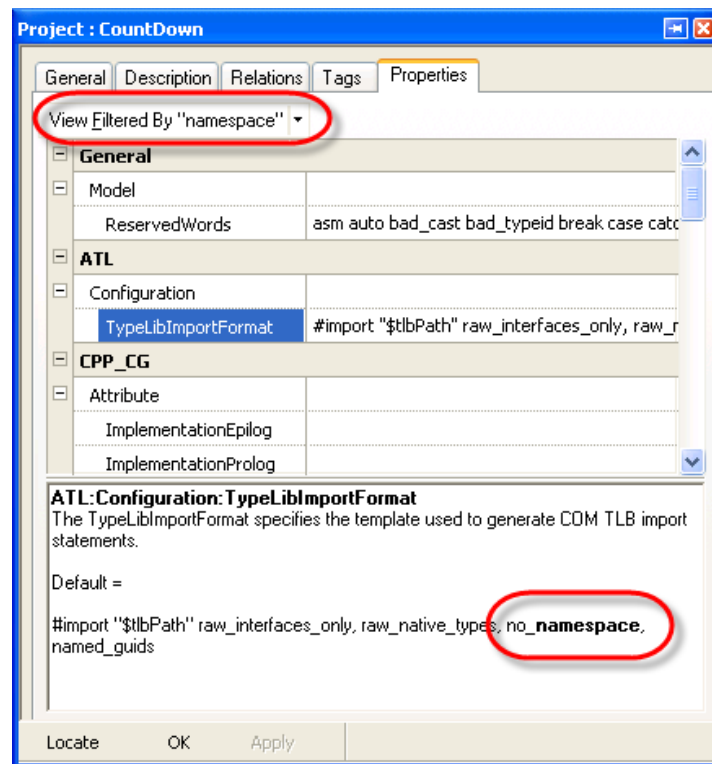 Project : CountDown
General Description Relations Tags Properties
View Filtered By "namespace"
General
Model
ReservedWords asm auto bad_cast bad_typeid break case catc
ATL
Configuration
TypeLibImportFormat #import "$tlbPath" raw_interfaces_only, raw_r
CPP_CG
Attribute
ImplementationEpilog
ImplementationProlog
ATL:Configuration:TypeLibImportFormat
The TypeLibImportFormat specifies the template used to generate COM TLB import
statements.
Default =
#import "$tlbPath" raw_interfaces_only, raw_native_types, no_namespace,
named_guids
Locate OK Apply